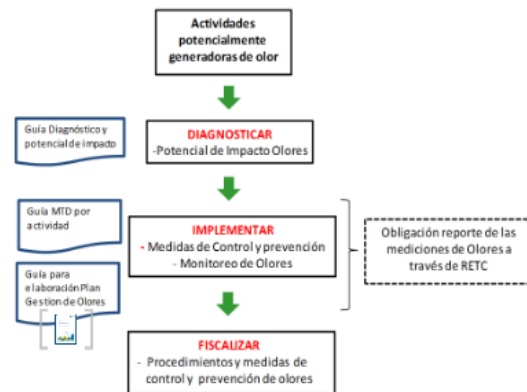 Actividades
potencialmente
generadoras de olor
Guía Diagnóstico y
potencial de impacto
DIAGNOSTICAR
-Potencial de Impacto Olores
Guía MTD por
actividad
IMPLEMENTAR
- Medidas de Control y prevención
- Monitoreo de Olores
Obligación reporte de las
mediciones de Olores a
través de RETC
Guía para
elaboración Plan
Gestion de Olores
FISCALIZAR
- Procedimientos y medidas de
control y prevención de olores